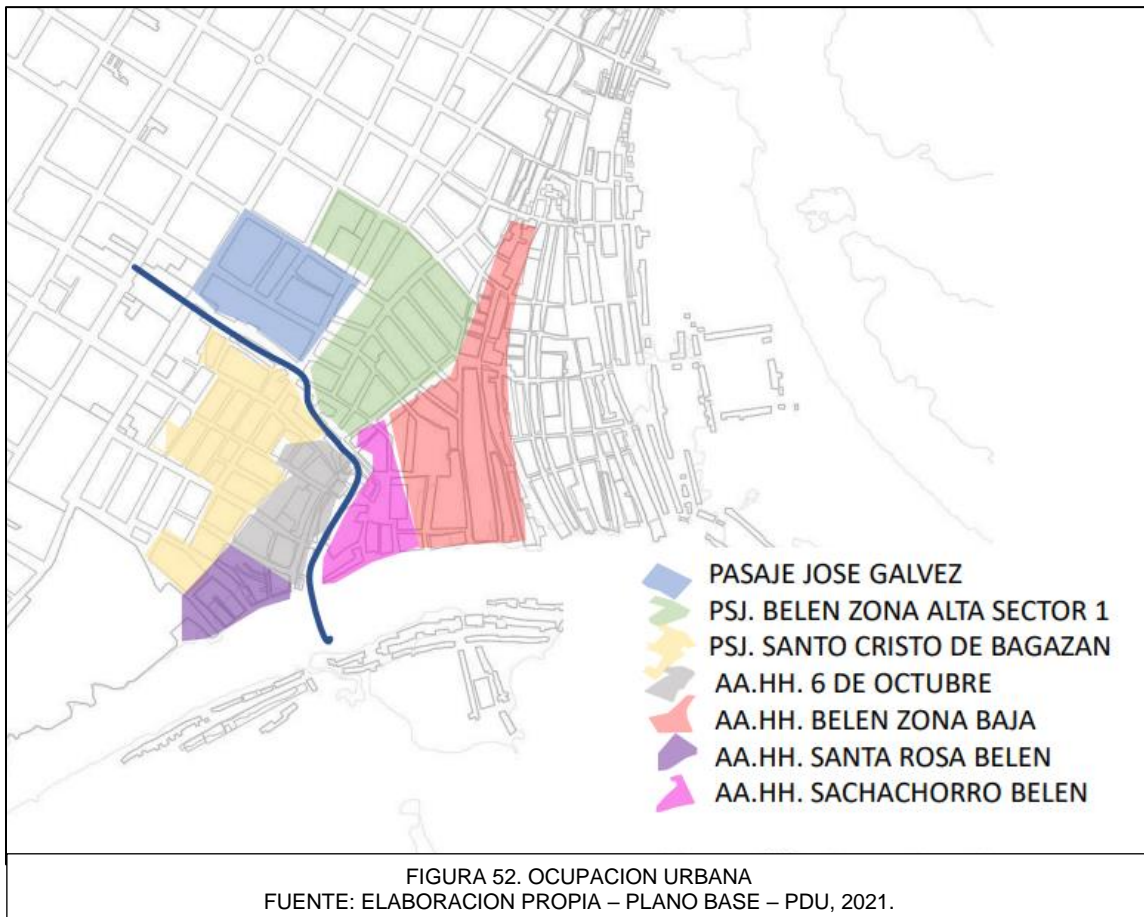 PASAJE JOSE GALVEZ
PSJ. BELEN ZONA ALTA SECTOR 1
PSJ. SANTO CRISTO DE BAGAZAN
AA.HH. 6 DE OCTUBRE
AA.HH. BELEN ZONA BAJA
AA.HH. SANTA ROSA BELEN
AA.HH. SACHACHORRO BELEN
FIGURA 52. OCUPACION URBANA
FUENTE: ELABORACION PROPIA – PLANO BASE – PDU, 2021.